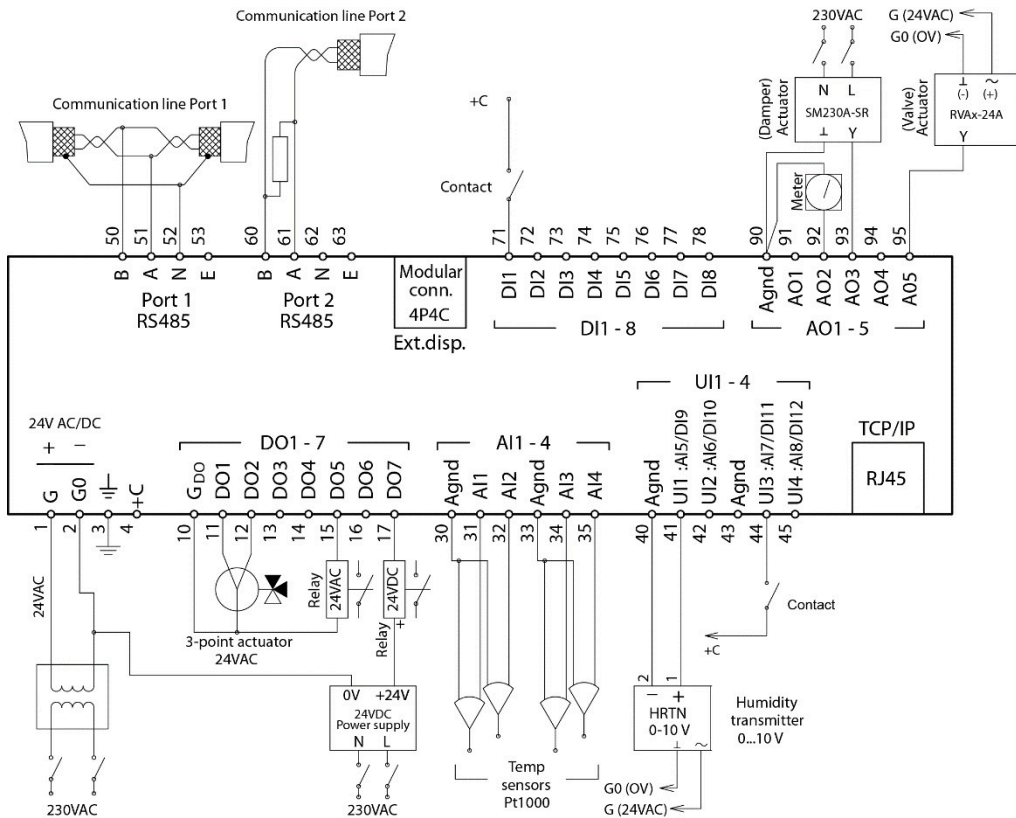 Communication line Port 2
Communication line Port 1
230VAC
G (24VAC)
G0 (OV)
+C
Contact
(Damper)
Actuator
N L
SM230A-SR
⊥ Y
(Valve)
Actuator
⊥ ~
(-) (+)
RVAx-24A
Y
Meter
50 51 52 53
60 61 62 63
71 72 73 74 75 76 77 78
90 91 92 93 94 95
B A N E
Port 1
RS485
B A N E
Port 2
RS485
Modular
conn.
4P4C
Ext.disp.
DI1 DI2 DI3 DI4 DI5 DI6 DI7 DI8
DI1 - 8
Agnd AO1 AO2 AO3 AO4 A05
AO1 - 5
24V AC/DC
+ −
G G0 +C
DO1 - 7
GDO DO1 DO2 DO3 DO4 DO5 DO6 DO7
AI1 - 4
Agnd AI1 AI2 Agnd AI3 AI4
UI1 - 4
Agnd
UI1 :AI5/DI9
UI2 :AI6/DI10
Agnd
UI3 :AI7/DI11
UI4 :AI8/DI12
TCP/IP
RJ45
1 2 3 4
10 11 12 13 14 15 16 17
30 31 32 33 34 35
40 41 42 43 44 45
24VAC
230VAC
3-point actuator
24VAC
Relay
24VAC
Relay
24VDC
+
0V +24V
24VDC
Power supply
N L
230VAC
Temp
sensors
Pt1000
2 1
− +
HRTN
0-10 V
⊥ ~
Humidity
transmitter
0...10 V
G0 (OV)
G (24VAC)
Contact
+C